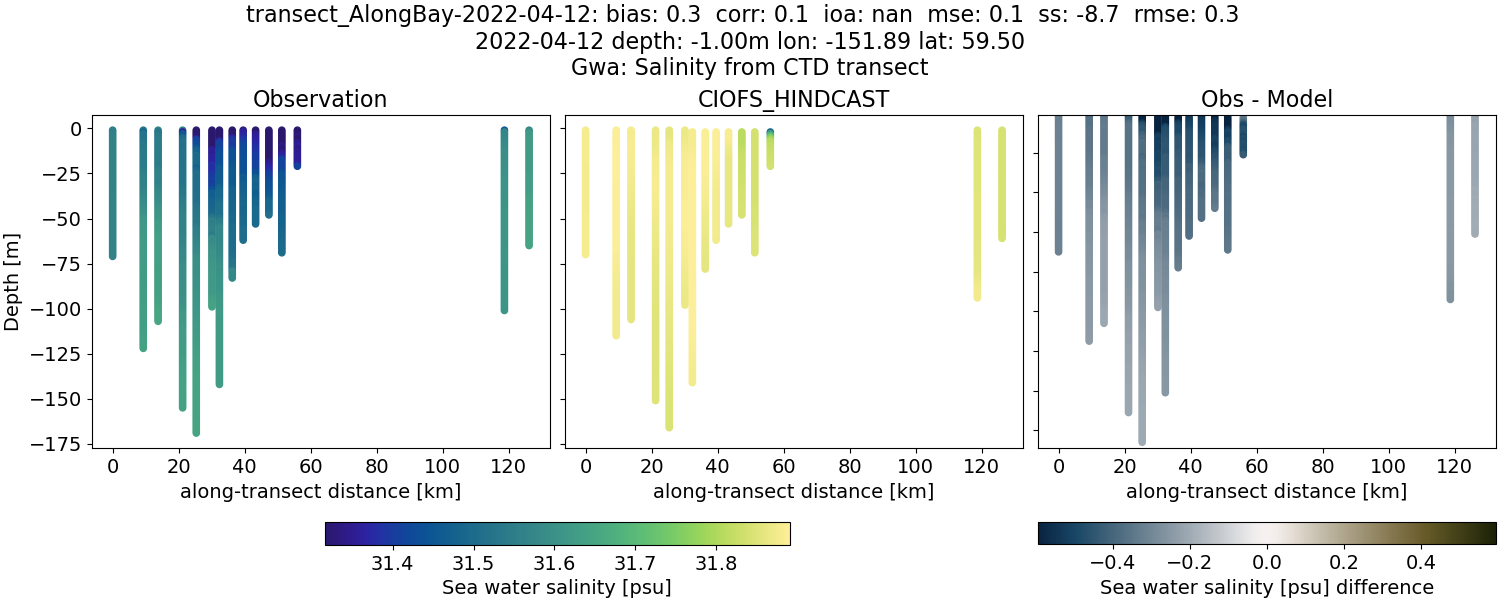 transect_AlongBay-2022-04-12: bias: 0.3 corr: 0.1 ioa: nan mse: 0.1 ss: -8.7 rmse: 0.3
2022-04-12 depth: -1.00m lon: -151.89 lat: 59.50
Gwa: Salinity from CTD transect
Observation CIOFS_HINDCAST Obs - Model
Depth [m]
0
−25
−50
−75
−100
−125
−150
−175
0 20 40 60 80 100 120 0 20 40 60 80 100 120 0 20 40 60 80 100 120
along-transect distance [km] along-transect distance [km] along-transect distance [km]
31.4 31.5 31.6 31.7 31.8 −0.4 −0.2 0.0 0.2 0.4
Sea water salinity [psu] Sea water salinity [psu] difference